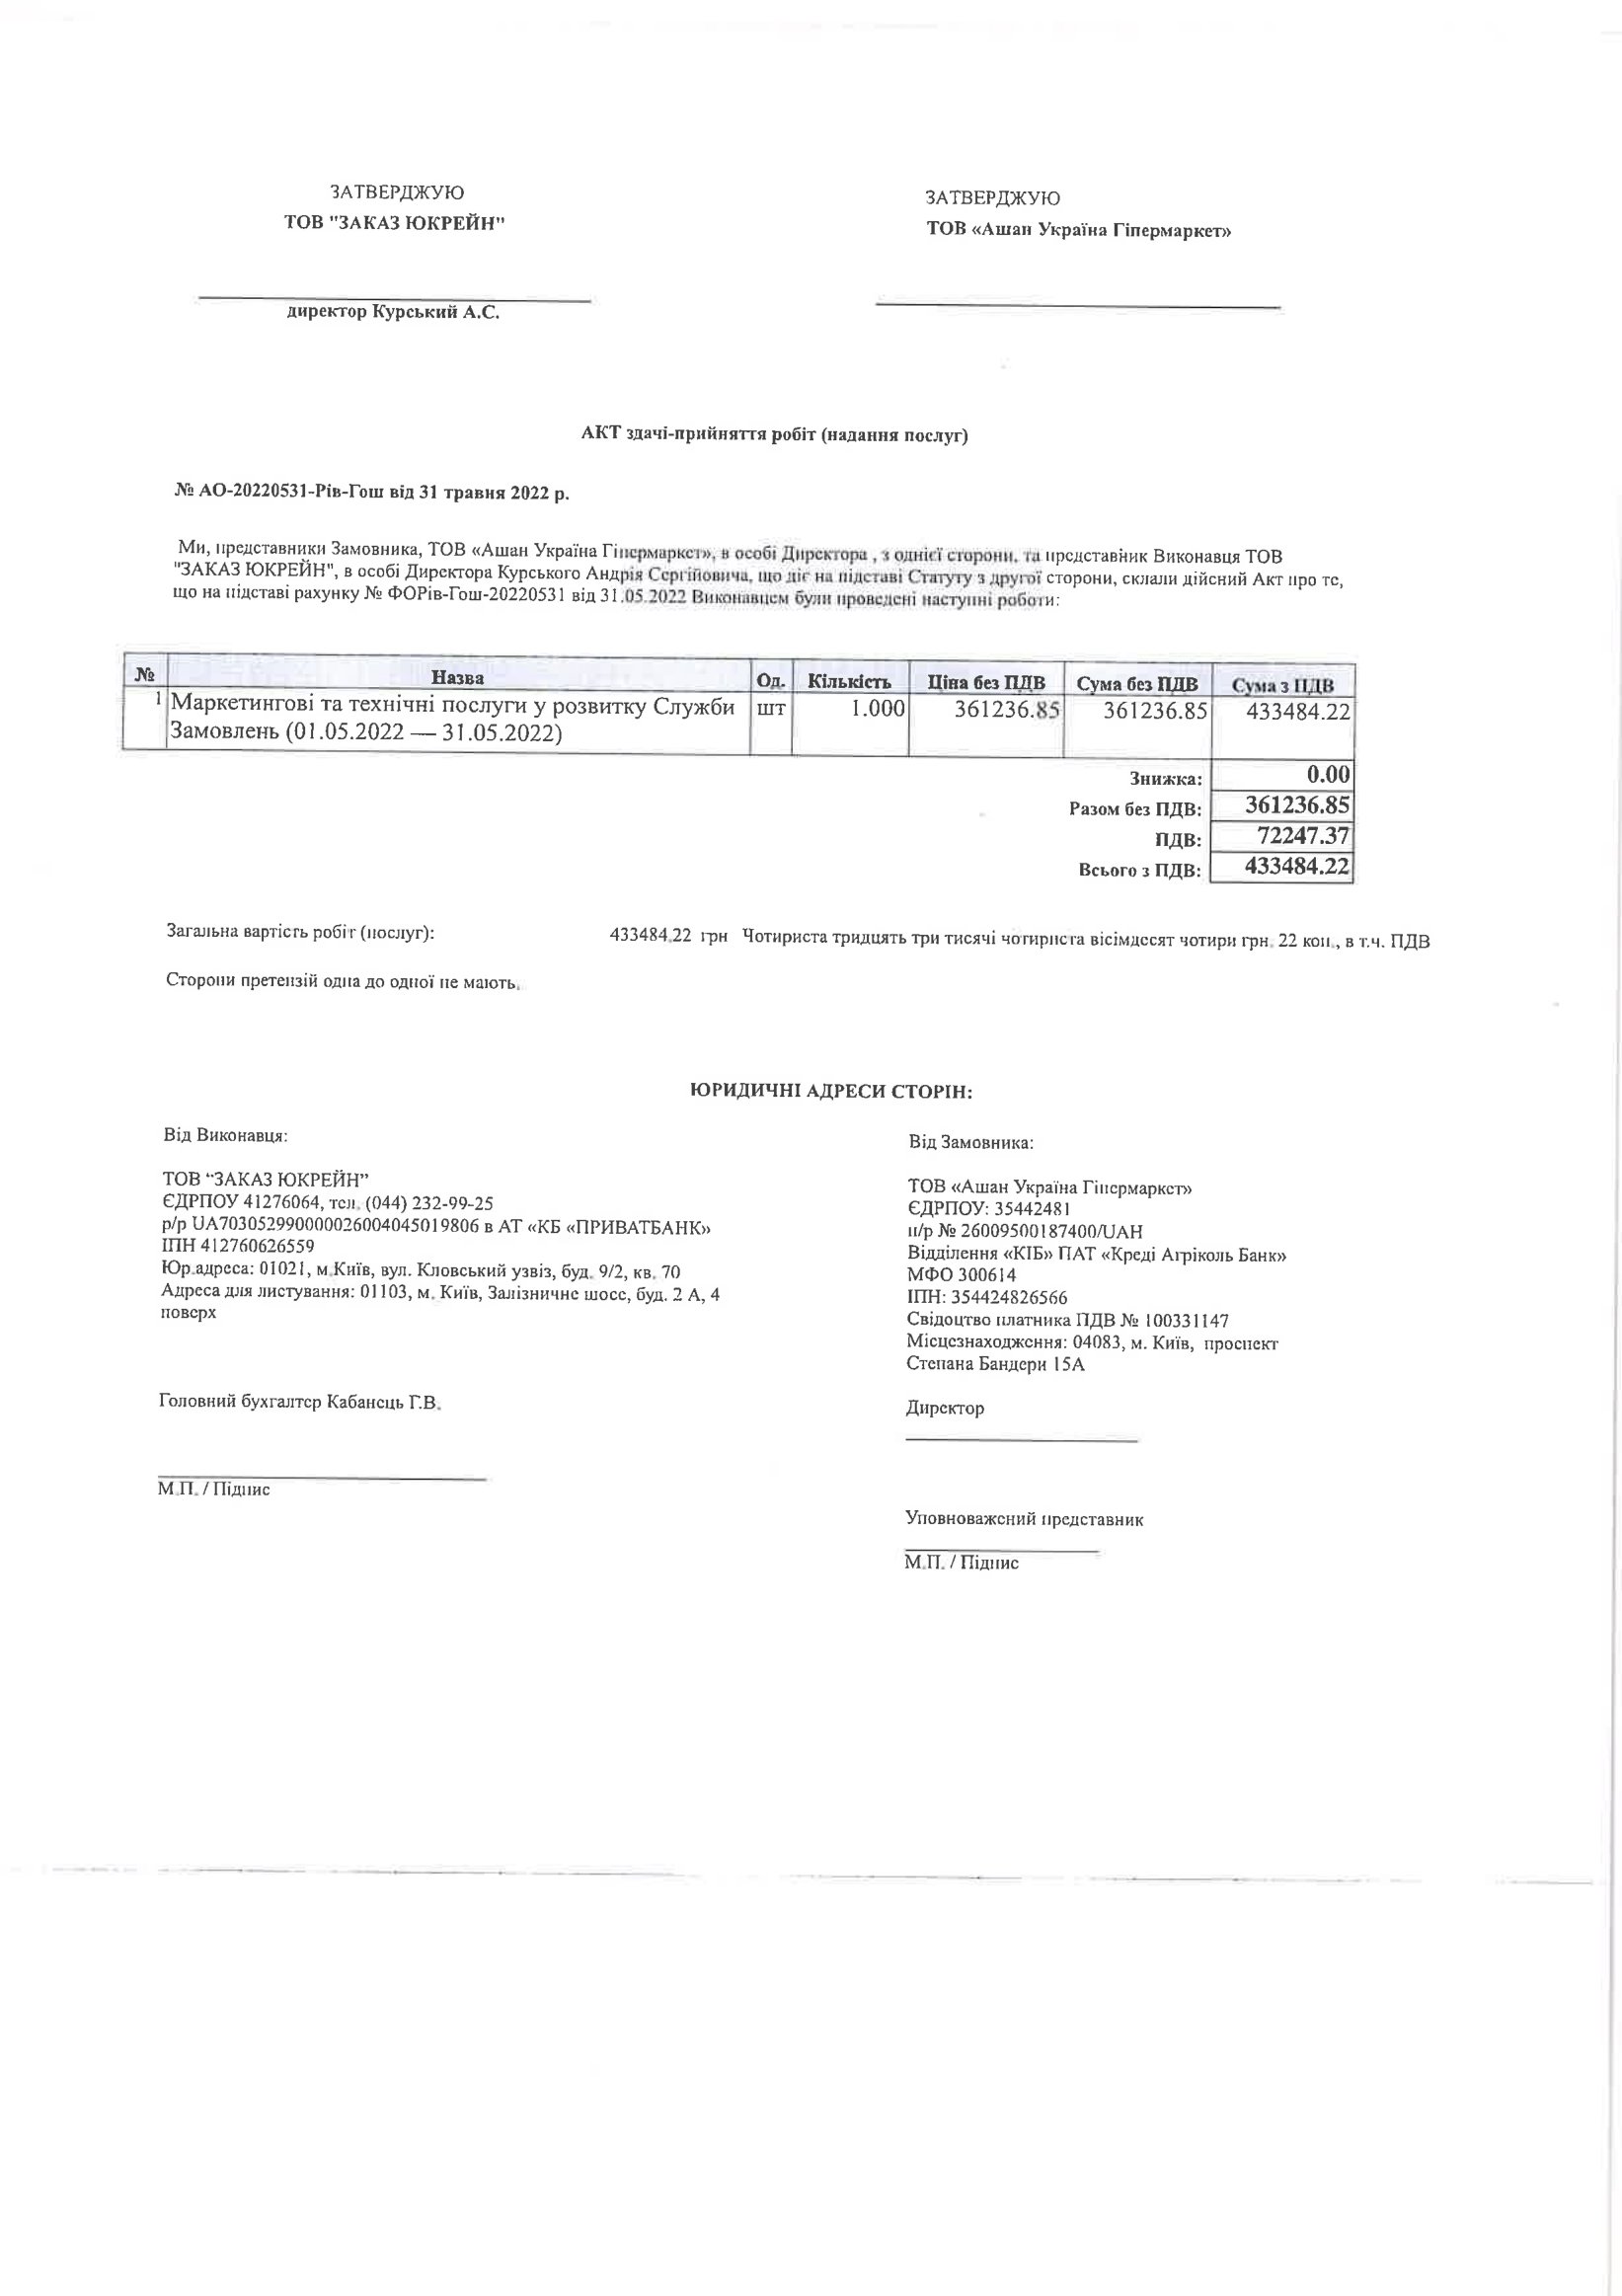 ЗАТВЕРДЖУЮ
ТОВ "ЗАКАЗ ЮКРЕЙН"
директор Курський А.С.
ЗАТВЕРДЖУЮ
ТОВ «Ашан Україна Гіпермаркет»
АКТ здачі-прийняття робіт (надання послуг)
№ АО-20220531-Рів-Гош від 31 травня 2022 р.
Ми, представники Замовника, ТОВ «Ашан Україна Гіпермаркет», в особі Директора , з однієї сторони, та представник Виконавця ТОВ
"ЗАКАЗ ЮКРЕЙН", в особі Директора Курського Андрія Сергійовича, що діє на підставі Статуту з другої сторони, склали дійсний Акт про те,
що на підставі рахунку № ФОРів-Гош-20220531 від 31.05.2022 Виконавцем були проведені наступні роботи:
№ Назва Од. Кількість Ціна без ПДВ Сума без ПДВ Сума з ПДВ
1 Маркетингові та технічні послуги у розвитку Служби шт 1.000 361236.85 361236.85 433484.22
Замовлень (01.05.2022 — 31.05.2022)
Знижка: 0.00
Разом без ПДВ: 361236.85
ПДВ: 72247.37
Всього з ПДВ: 433484.22
Загальна вартість робіт (послуг): 433484.22 грн Чотириста тридцять три тисячі чотириста вісімдесят чотири грн. 22 коп., в т.ч. ПДВ
Сторони претензій одна до одної не мають.
ЮРИДИЧНІ АДРЕСИ СТОРІН:
Від Виконавця:
ТОВ “ЗАКАЗ ЮКРЕЙН”
ЄДРПОУ 41276064, тел. (044) 232-99-25
р/р UA703052990000026004045019806 в АТ «КБ «ПРИВАТБАНК»
ІПН 412760626559
Юр.адреса: 01021, м.Київ, вул. Кловський узвіз, буд. 9/2, кв. 70
Адреса для листування: 01103, м. Київ, Залізничне шосе, буд. 2 А, 4
поверх
Головний бухгалтер Кабанець Г.В.
М.П. / Підпис
Від Замовника:
ТОВ «Ашан Україна Гіпермаркет»
ЄДРПОУ: 35442481
п/р № 26009500187400/UAH
Відділення «КІБ» ПАТ «Креді Агріколь Банк»
МФО 300614
ІПН: 354424826566
Свідоцтво платника ПДВ № 100331147
Місцезнаходження: 04083, м. Київ, проспект
Степана Бандери 15А
Директор
Уповноважений представник
М.П. / Підпис